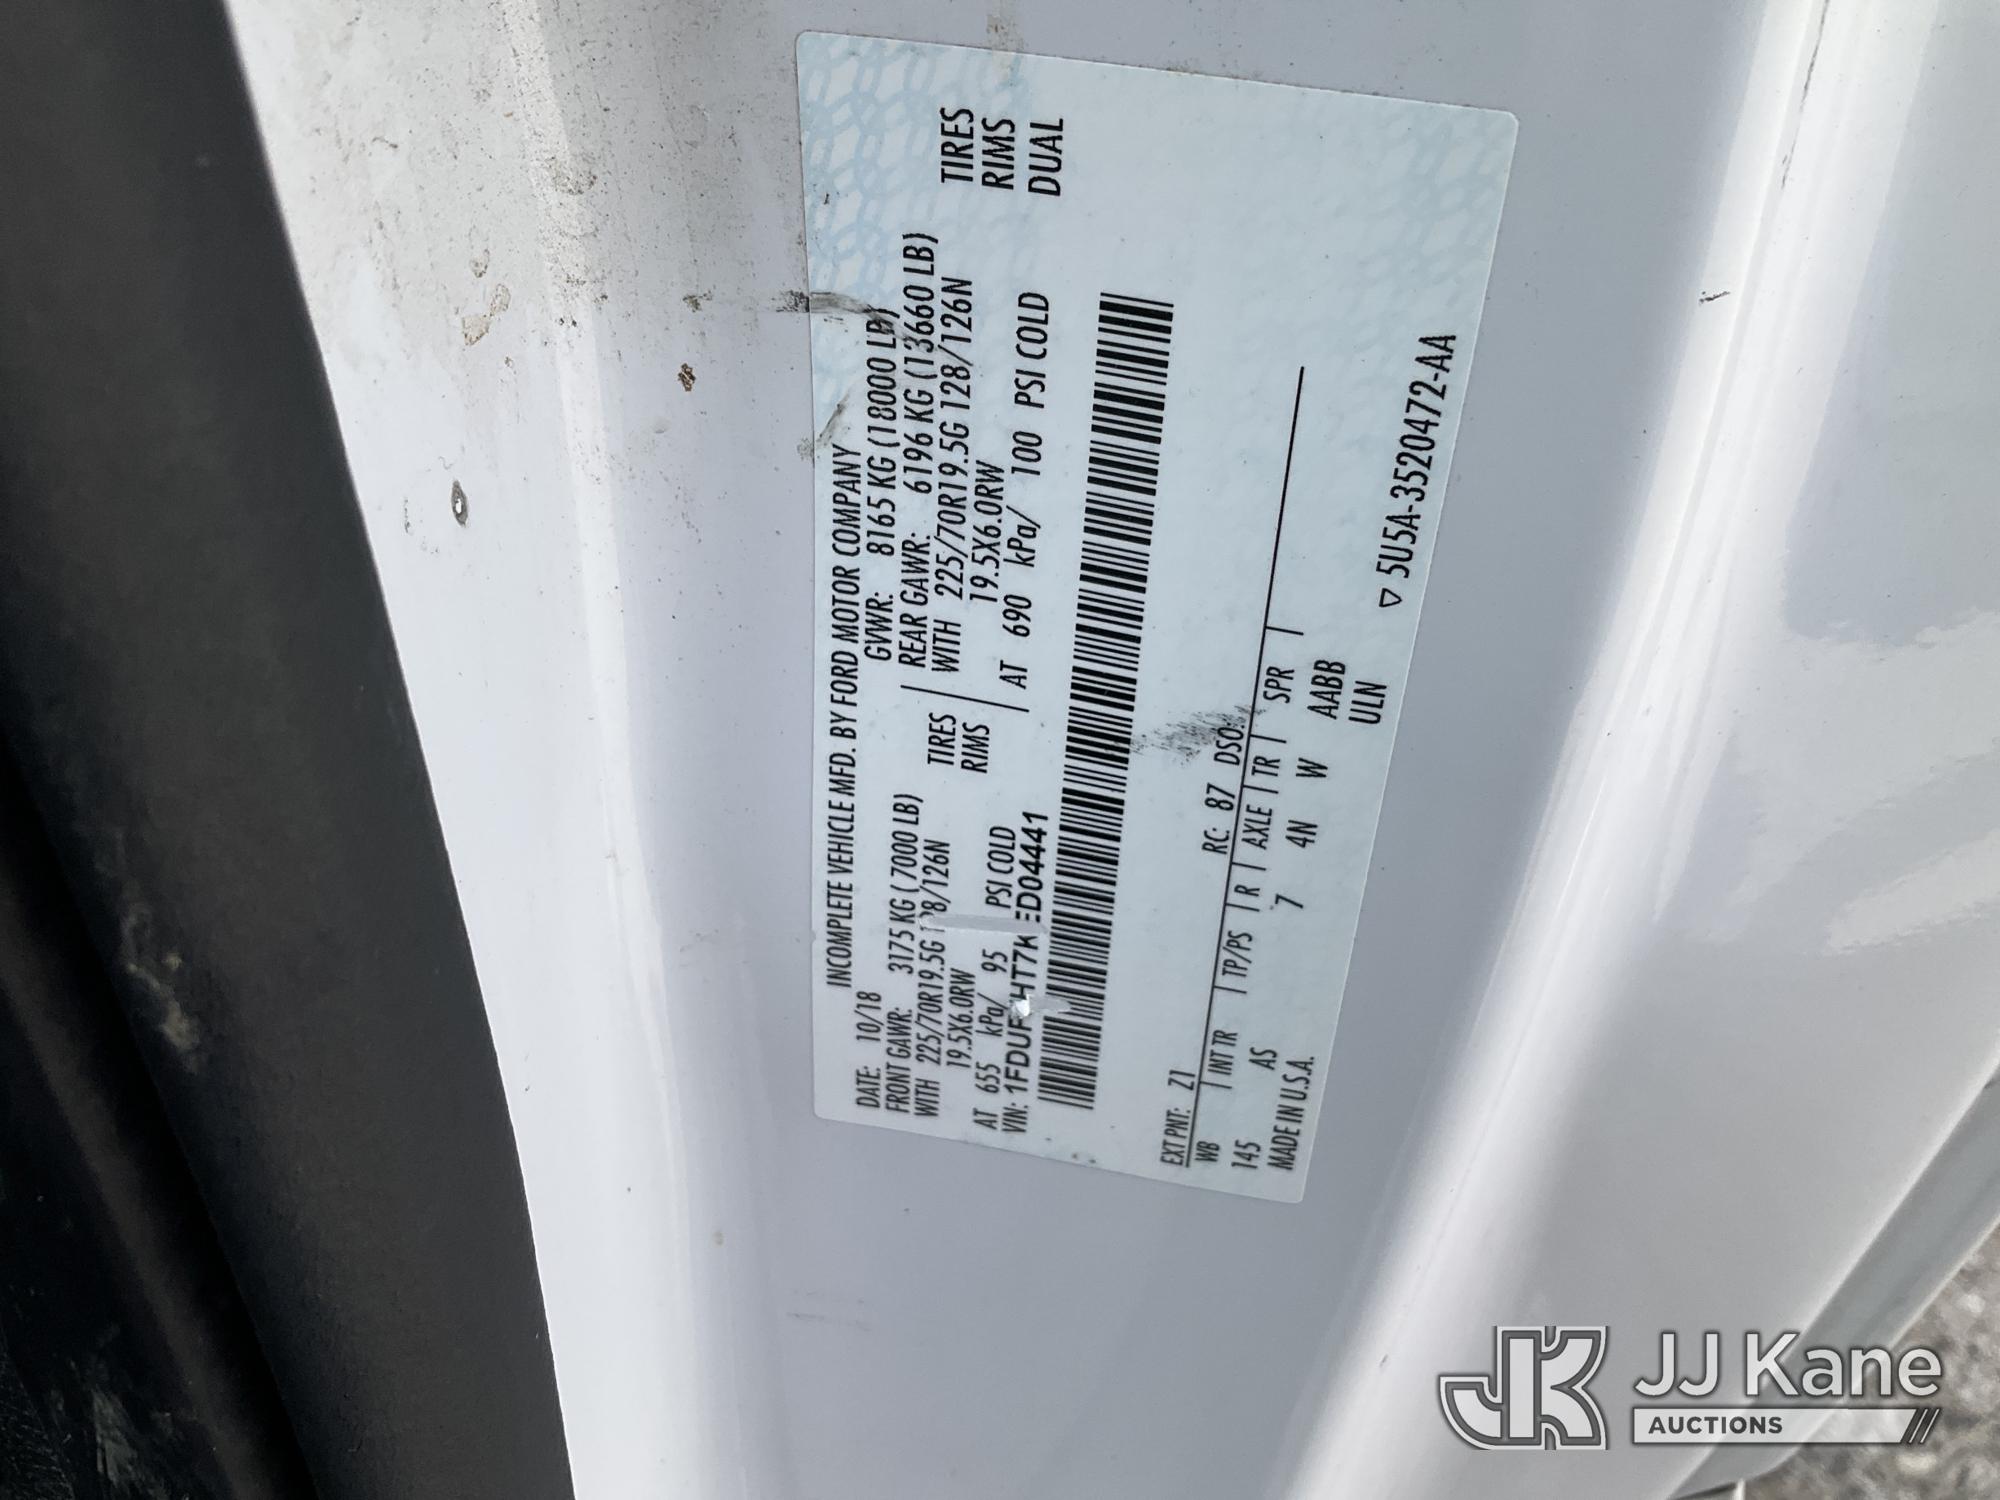 INCOMPLETE VEHICLE MFD. BY FORD MOTOR COMPANY
DATE: 10/18 GVWR: 8165 KG (18000 LB)
FRONT GAWR: 3175 KG (7000 LB) REAR GAWR: 6196 KG (13660 LB)
WITH 225/70R19.5G TIRES WITH 225/70R19.5G 128/126N TIRES
19.5X6.0RW RIMS 19.5X6.0RW RIMS
AT 655 kPa/ 95 PSI COLD AT 690 kPa/ 100 PSI COLD DUAL
VIN:
EXT PNT: Z1 RC: 87 DSO:
WB INT TR TP/PS R AXLE TR SPR
145 AS 7 4N W AABB
MADE IN U.S.A. ULN
▽ 5U5A-3520472-AA
JK JJ Kane
AUCTIONS